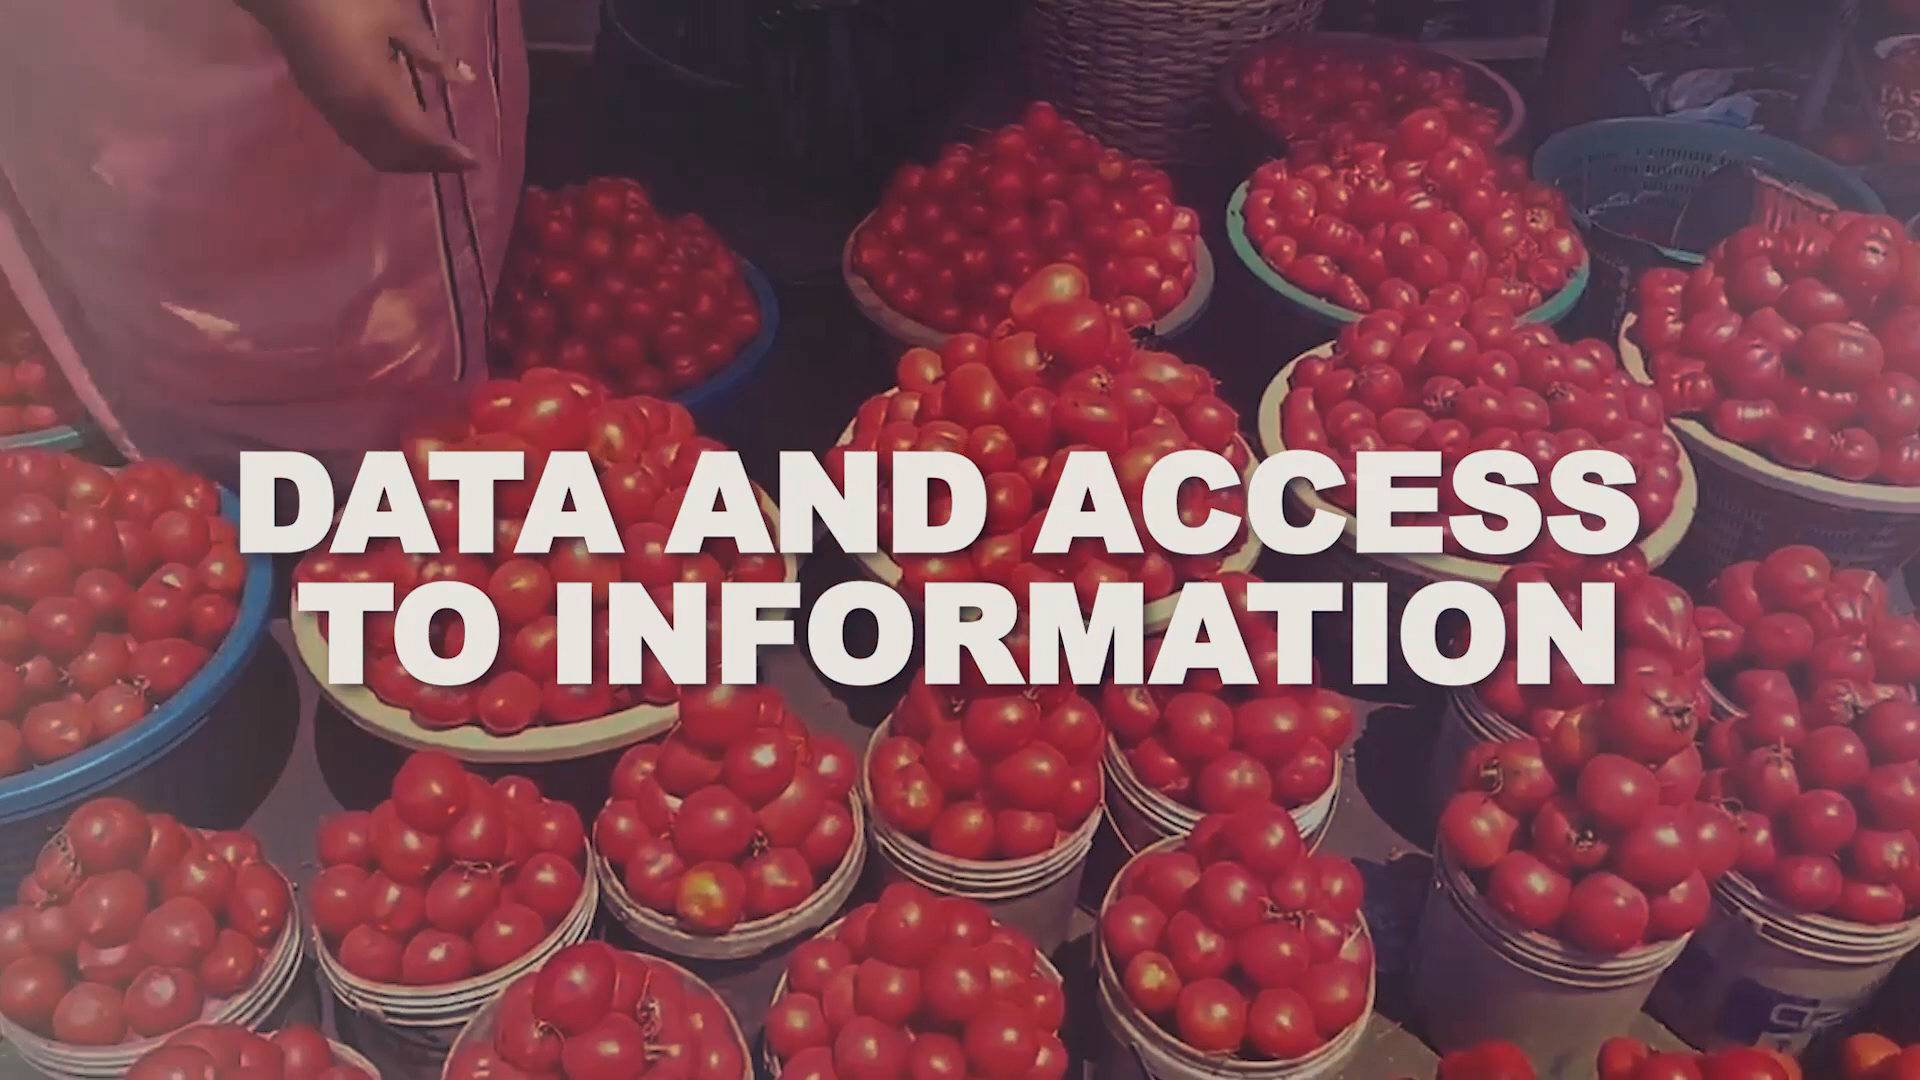 DATA AND ACCESS
TO INFORMATION